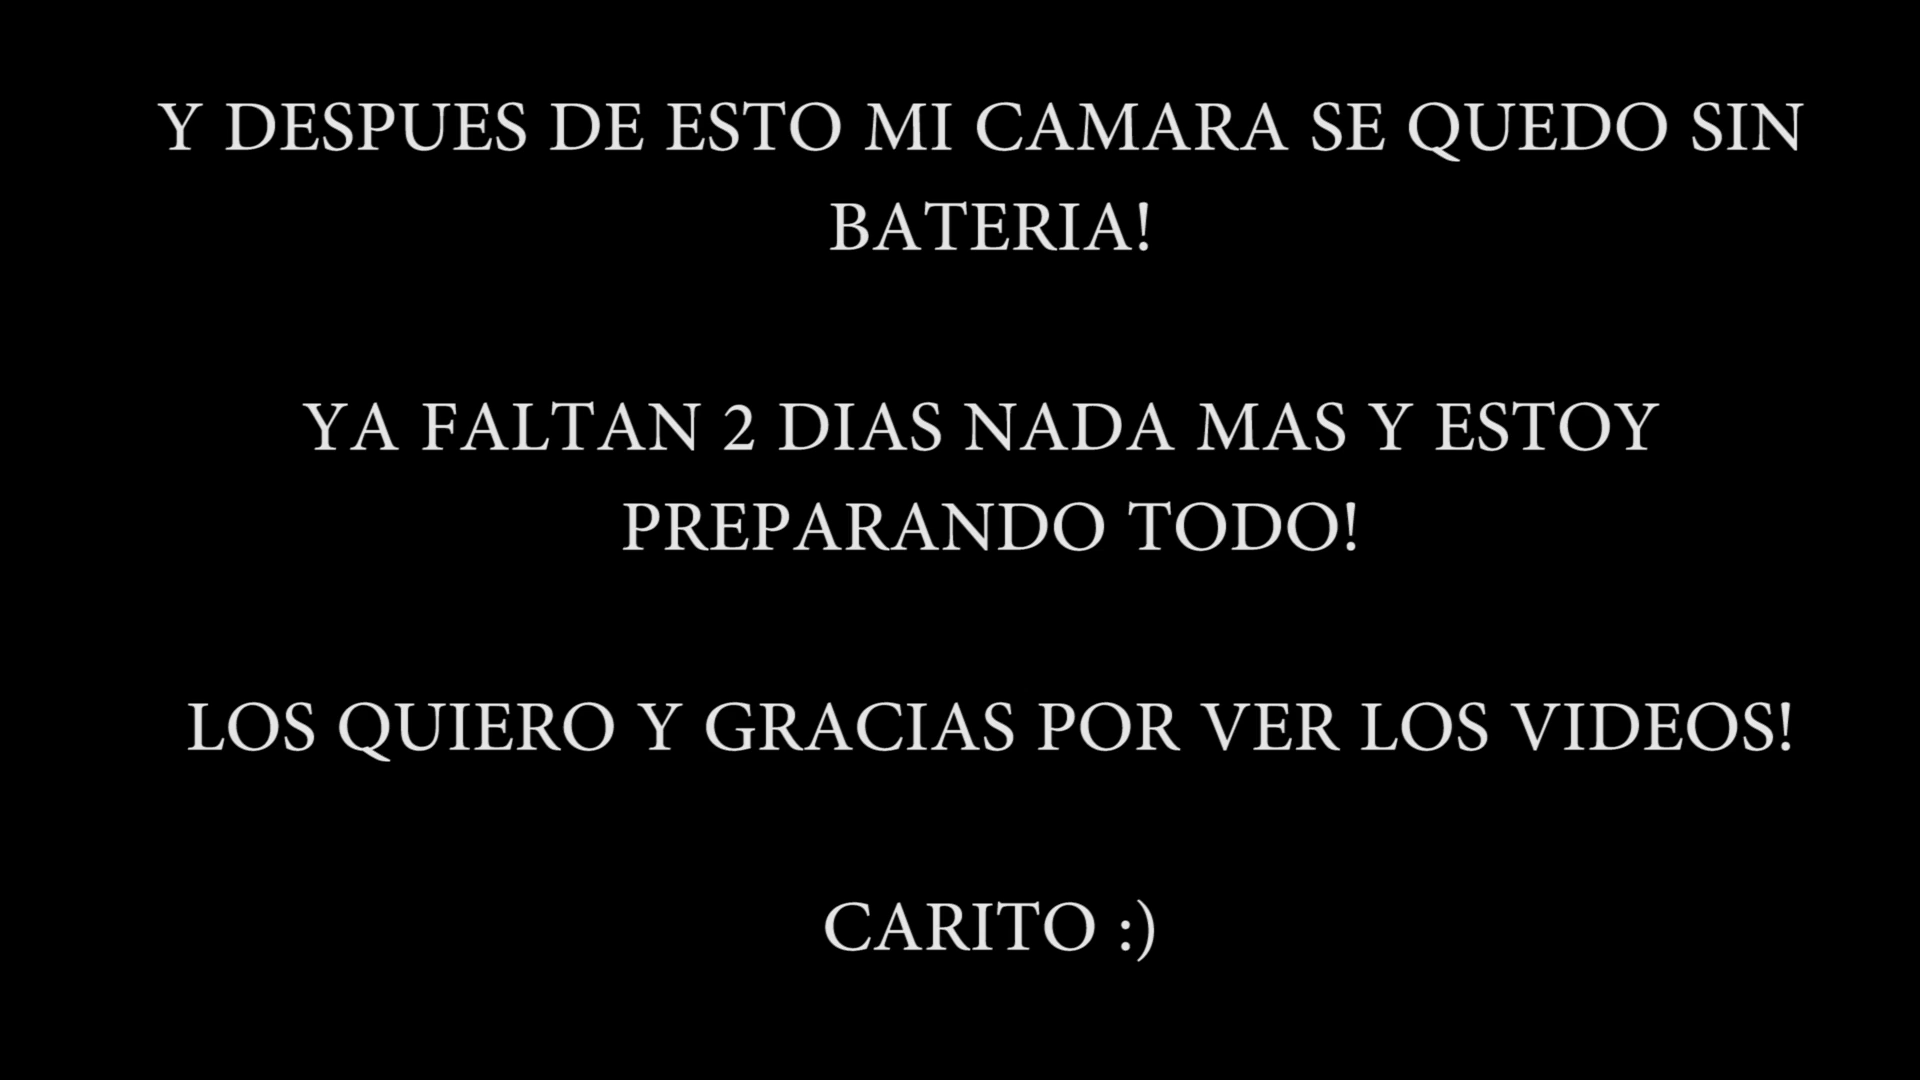 Y DESPUES DE ESTO MI CAMARA SE QUEDO SIN
BATERIA!
YA FALTAN 2 DIAS NADA MAS Y ESTOY
PREPARANDO TODO!
LOS QUIERO Y GRACIAS POR VER LOS VIDEOS!
CARITO :)